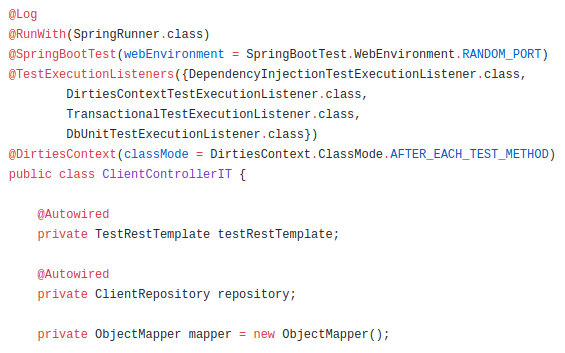 @Log
@RunWith(SpringRunner.class)
@SpringBootTest(webEnvironment = SpringBootTest.WebEnvironment.RANDOM_PORT)
@TestExecutionListeners({DependencyInjectionTestExecutionListener.class,
        DirtiesContextTestExecutionListener.class,
        TransactionalTestExecutionListener.class,
        DbUnitTestExecutionListener.class})
@DirtiesContext(classMode = DirtiesContext.ClassMode.AFTER_EACH_TEST_METHOD)
public class ClientControllerIT {

    @Autowired
    private TestRestTemplate testRestTemplate;

    @Autowired
    private ClientRepository repository;

    private ObjectMapper mapper = new ObjectMapper();